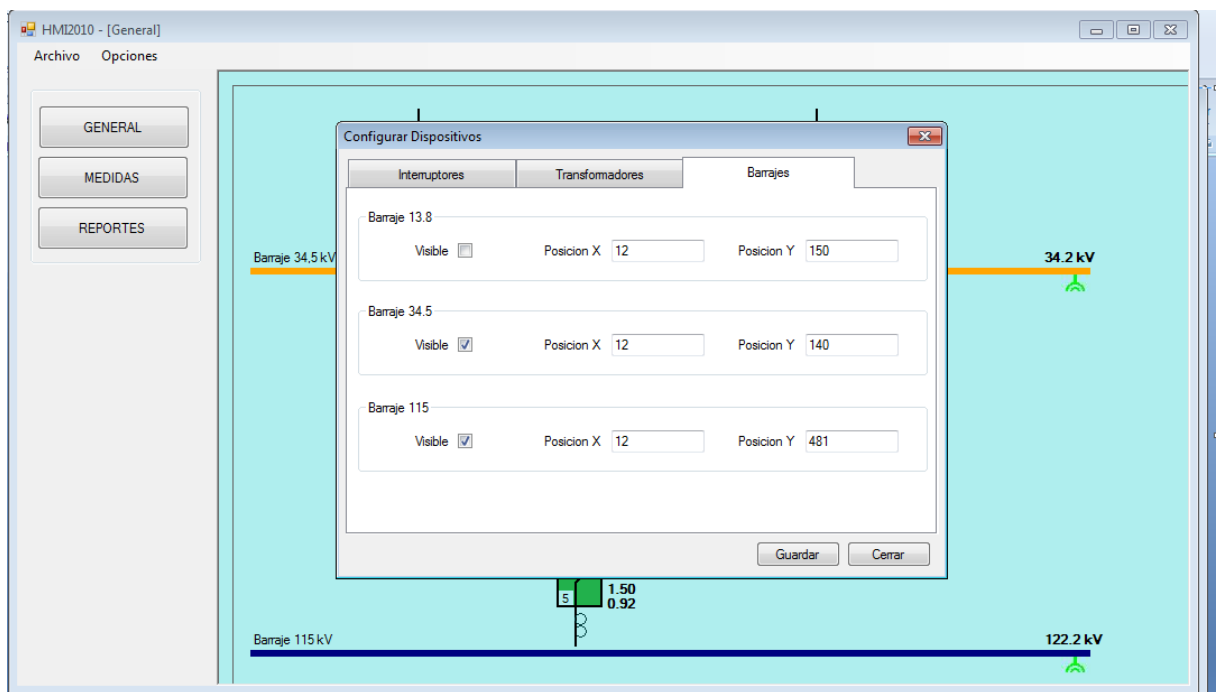 HMI2010 - [General]
Archivo Opciones
GENERAL
MEDIDAS
REPORTES
Configurar Dispositivos
Interruptores Transformadores Barrajes
Barraje 13.8
Visible Posicion X 12 Posicion Y 150
Barraje 34,5 kV
34.2 kV
Barraje 34.5
Visible Posicion X 12 Posicion Y 140
Barraje 115
Visible Posicion X 12 Posicion Y 481
Guardar Cerrar
5 1.50
0.92
Barraje 115 kV 122.2 kV